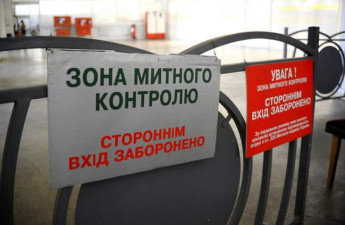 ЗОНА МИТНОГО
КОНТРОЛЮ
СТОРОННІМ
ВХІД ЗАБОРОНЕНО
УВАГА !
ЗОНА МИТНОГО КОНТРОЛЮ
СТОРОННІМ
ВХІД ЗАБОРОНЕНО